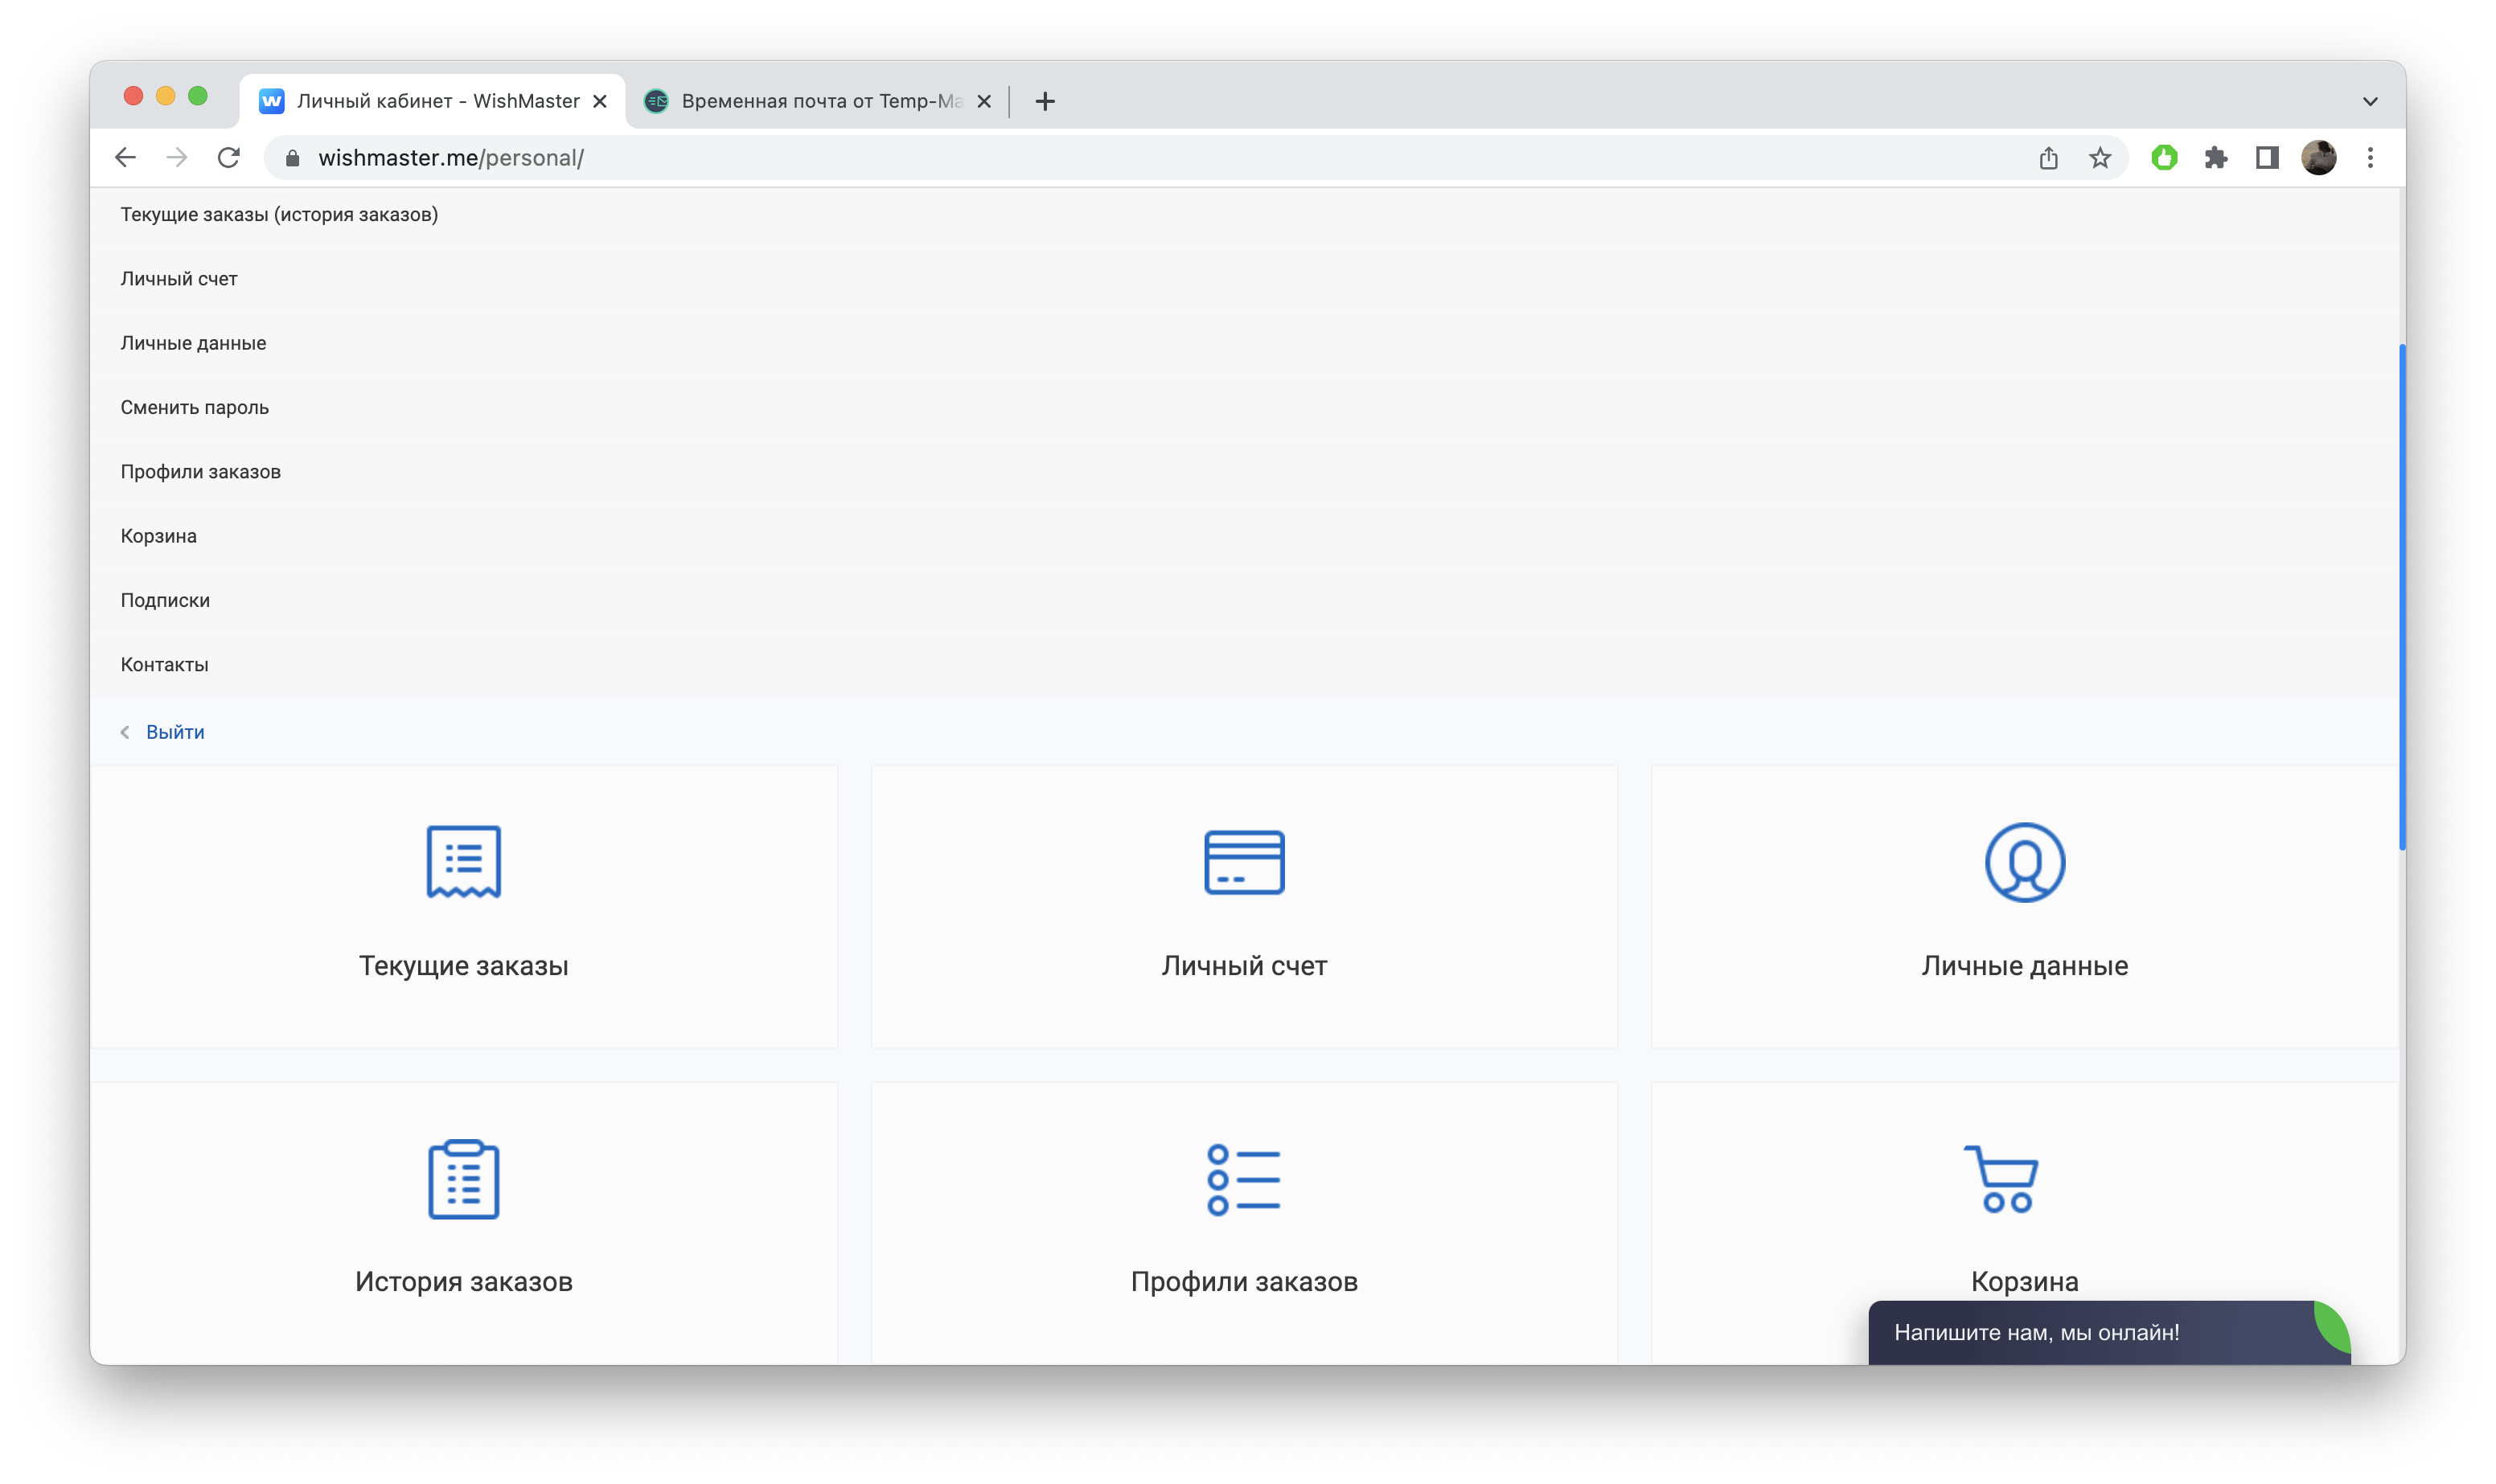 Личный кабинет - WishMaster
Временная почта от Temp-Ma
wishmaster.me/personal/
Текущие заказы (история заказов)
Личный счет
Личные данные
Сменить пароль
Профили заказов
Корзина
Подписки
Контакты
Выйти
Текущие заказы
Личный счет
Личные данные
История заказов
Профили заказов
Корзина
Напишите нам, мы онлайн!